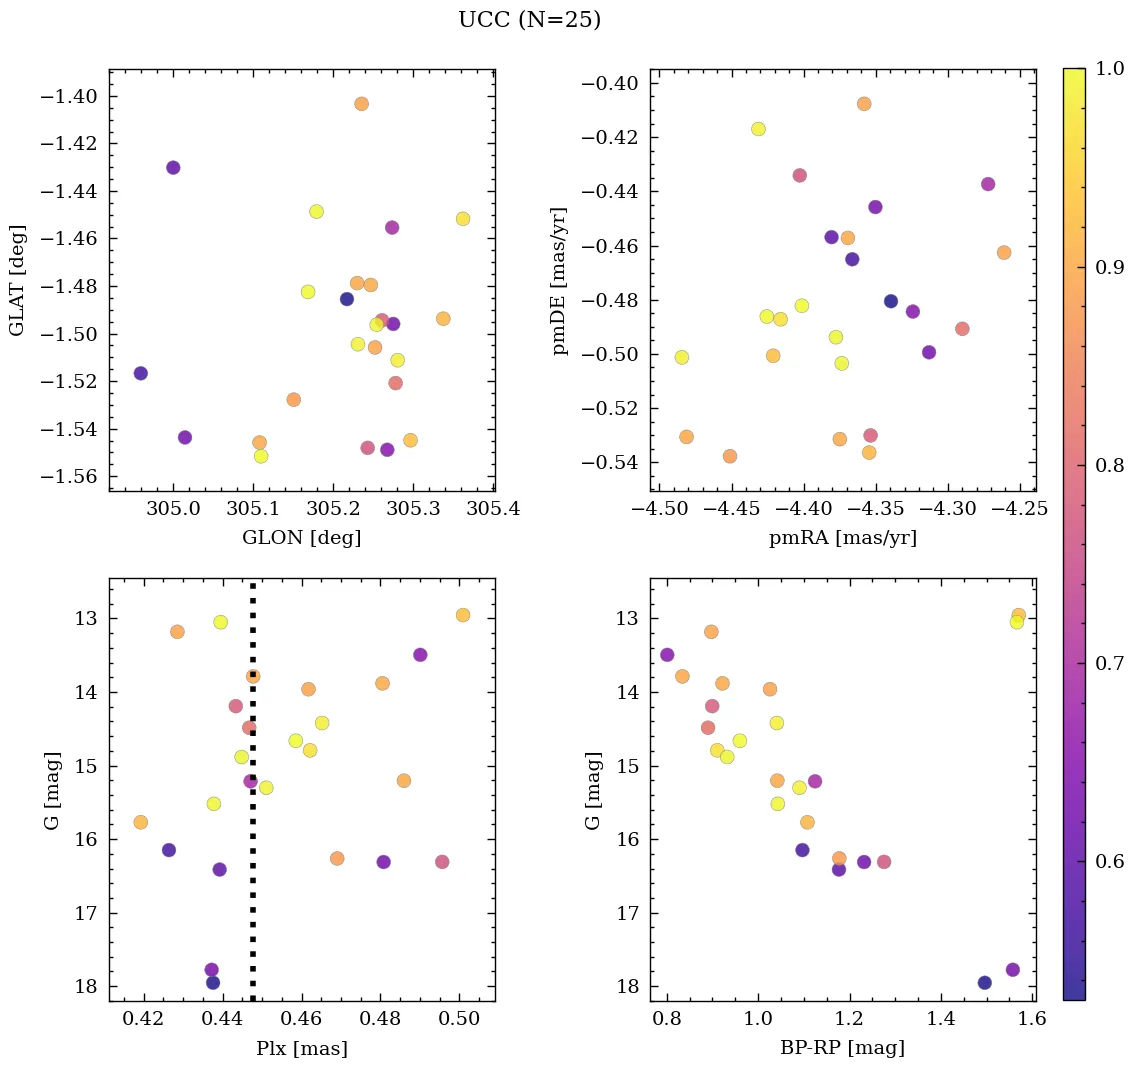 UCC (N=25)
−1.40
−1.42
−1.44
−1.46
−1.48
−1.50
−1.52
−1.54
−1.56
GLAT [deg]
305.0 305.1 305.2 305.3 305.4
GLON [deg]
−0.40
−0.42
−0.44
−0.46
−0.48
−0.50
−0.52
−0.54
pmDE [mas/yr]
−4.50 −4.45 −4.40 −4.35 −4.30 −4.25
pmRA [mas/yr]
13
14
15
16
17
18
G [mag]
0.42 0.44 0.46 0.48 0.50
Plx [mas]
13
14
15
16
17
18
G [mag]
0.8 1.0 1.2 1.4 1.6
BP-RP [mag]
1.0
0.9
0.8
0.7
0.6